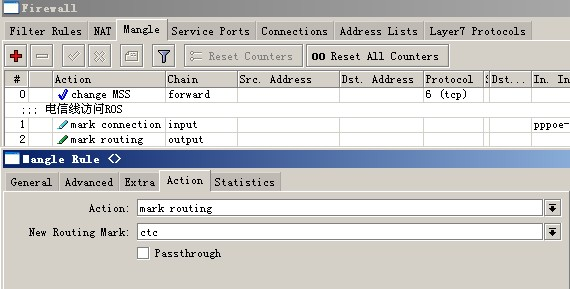 Firewall
Filter Rules NAT Mangle Service Ports Connections Address Lists Layer7 Protocols
Reset Counters 00 Reset All Counters
# Action Chain Src. Address Dst. Address Protocol Dst... In. In
0 change MSS forward 6 (tcp)
;;; 电信线访问ROS
1 mark connection input pppoe-
2 mark routing output
Mangle Rule <>
General Advanced Extra Action Statistics
Action: mark routing
New Routing Mark: ctc
Passthrough